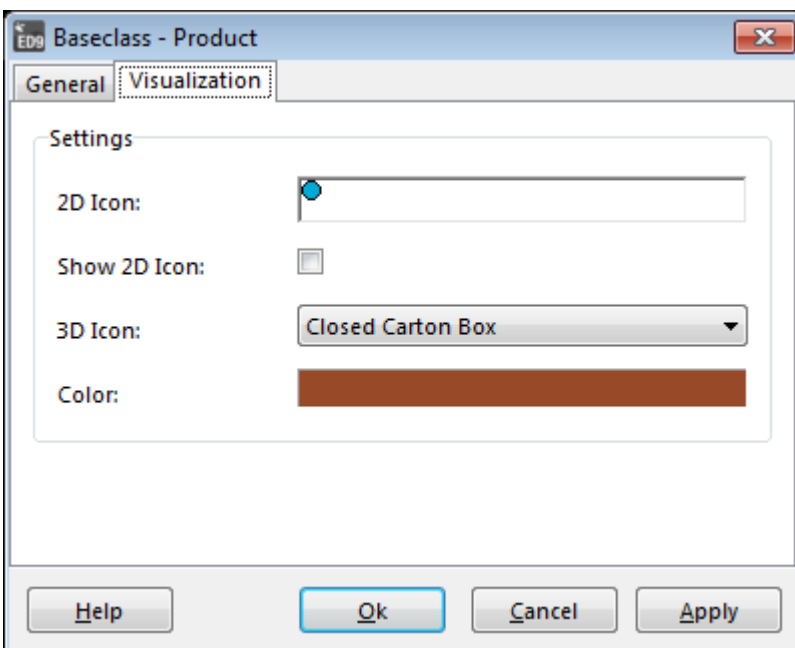 ED9 Baseclass - Product
General Visualization
Settings
2D Icon:
Show 2D Icon:
3D Icon: Closed Carton Box
Color:
Help Ok Cancel Apply